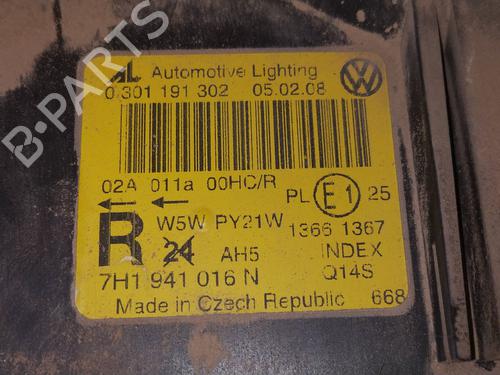 AL Automotive Lighting
0 301 191 302 05.02.08
02A 011a 00HC/R
PL E1 25
R W5W PY21W 1366 1367
24 AH5 INDEX
7H1 941 016 N Q14S
Made in Czech Republic 668
B-PARTS